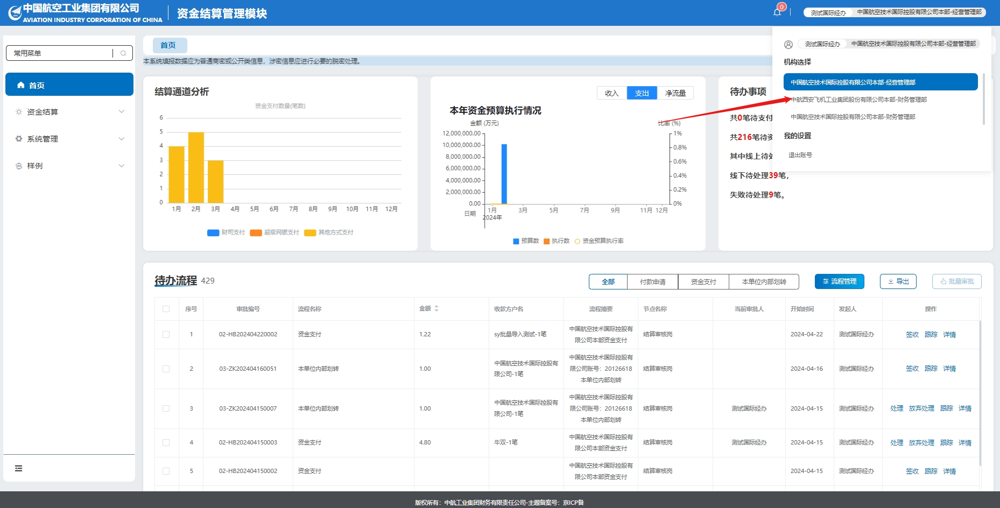 中国航空工业集团有限公司
AVIATION INDUSTRY CORPORATION OF CHINA
资金结算管理模块
0
测试国际经办 中国航空技术国际控股有限公司本部-经营管理部
常用菜单
首页
资金结算
系统管理
样例
首页
本系统填报数据应为普通商密或公开类信息，涉密信息应进行必要的脱密处理。
测试国际经办 中国航空技术国际控股有限公司本部-经营管理部
机构选择
中国航空技术国际控股有限公司本部-经营管理部
中航西安飞机工业集团股份有限公司本部-财务管理部
中国航空技术国际控股有限公司本部-财务管理部
我的设置
退出账号
结算通道分析
资金支付数量(笔数)
6
5
4
3
2
1
0
1月 2月 3月 4月 5月 6月 7月 8月 9月 10月 11月 12月
财司支付 超级网银支付 其他方式支付
收入 支出 净流量
本年资金预算执行情况
金额 (万元) 比率 (%)
12,000,000.00 1%
10,000,000.00 0.8%
8,000,000.00
6,000,000.00 0.6%
4,000,000.00 0.4%
2,000,000.00 0.2%
0.00 0%
日期 1月 3月 5月 7月 9月 11月 12月
2024年
预算数 执行数 资金预算执行率
待办事项
共0笔待支付
共216笔待资
其中线上待处
线下待处理39笔，
失败待处理9笔。
待办流程 429
全部 付款申请 资金支付 本单位内部划转 流程管理 导出 批量审批
序号 审批编号 流程名称 金额 收款方户名 流程摘要 节点名称 当前审批人 开始时间 发起人 操作
1 02-HB202404220002 资金支付 1.22 sy批量导入测试-1笔 中国航空技术国际控股有
限公司本部资金支付 结算审核岗 2024-04-22 测试国际经办 签收 跟踪 详情
2 03-ZK202404160051 本单位内部划转 1.00 中国航空技术国际控股有
限公司-1笔 中国航空技术国际控股有
限公司账号：20126618
本单位内部划转 结算审核岗 2024-04-16 测试国际经办 签收 跟踪 详情
3 03-ZK202404150007 本单位内部划转 1.00 中国航空技术国际控股有
限公司-1笔 中国航空技术国际控股有
限公司账号：20126618
本单位内部划转 结算审核岗 测试国际经办 2024-04-15 测试国际经办 处理 放弃处理 跟踪 详情
4 02-HB202404150003 资金支付 4.80 牛双-1笔 中国航空技术国际控股有
限公司本部资金支付 结算审核岗 测试国际经办 2024-04-15 测试国际经办 处理 放弃处理 跟踪 详情
5 02-HB202404150002 资金支付 中国航空技术国际控股有
限公司本部资金支付 结算审核岗 2024-04-15 测试国际经办 签收 跟踪 详情
版权所有：中航工业集团财务有限责任公司-主题备案号：京ICP备